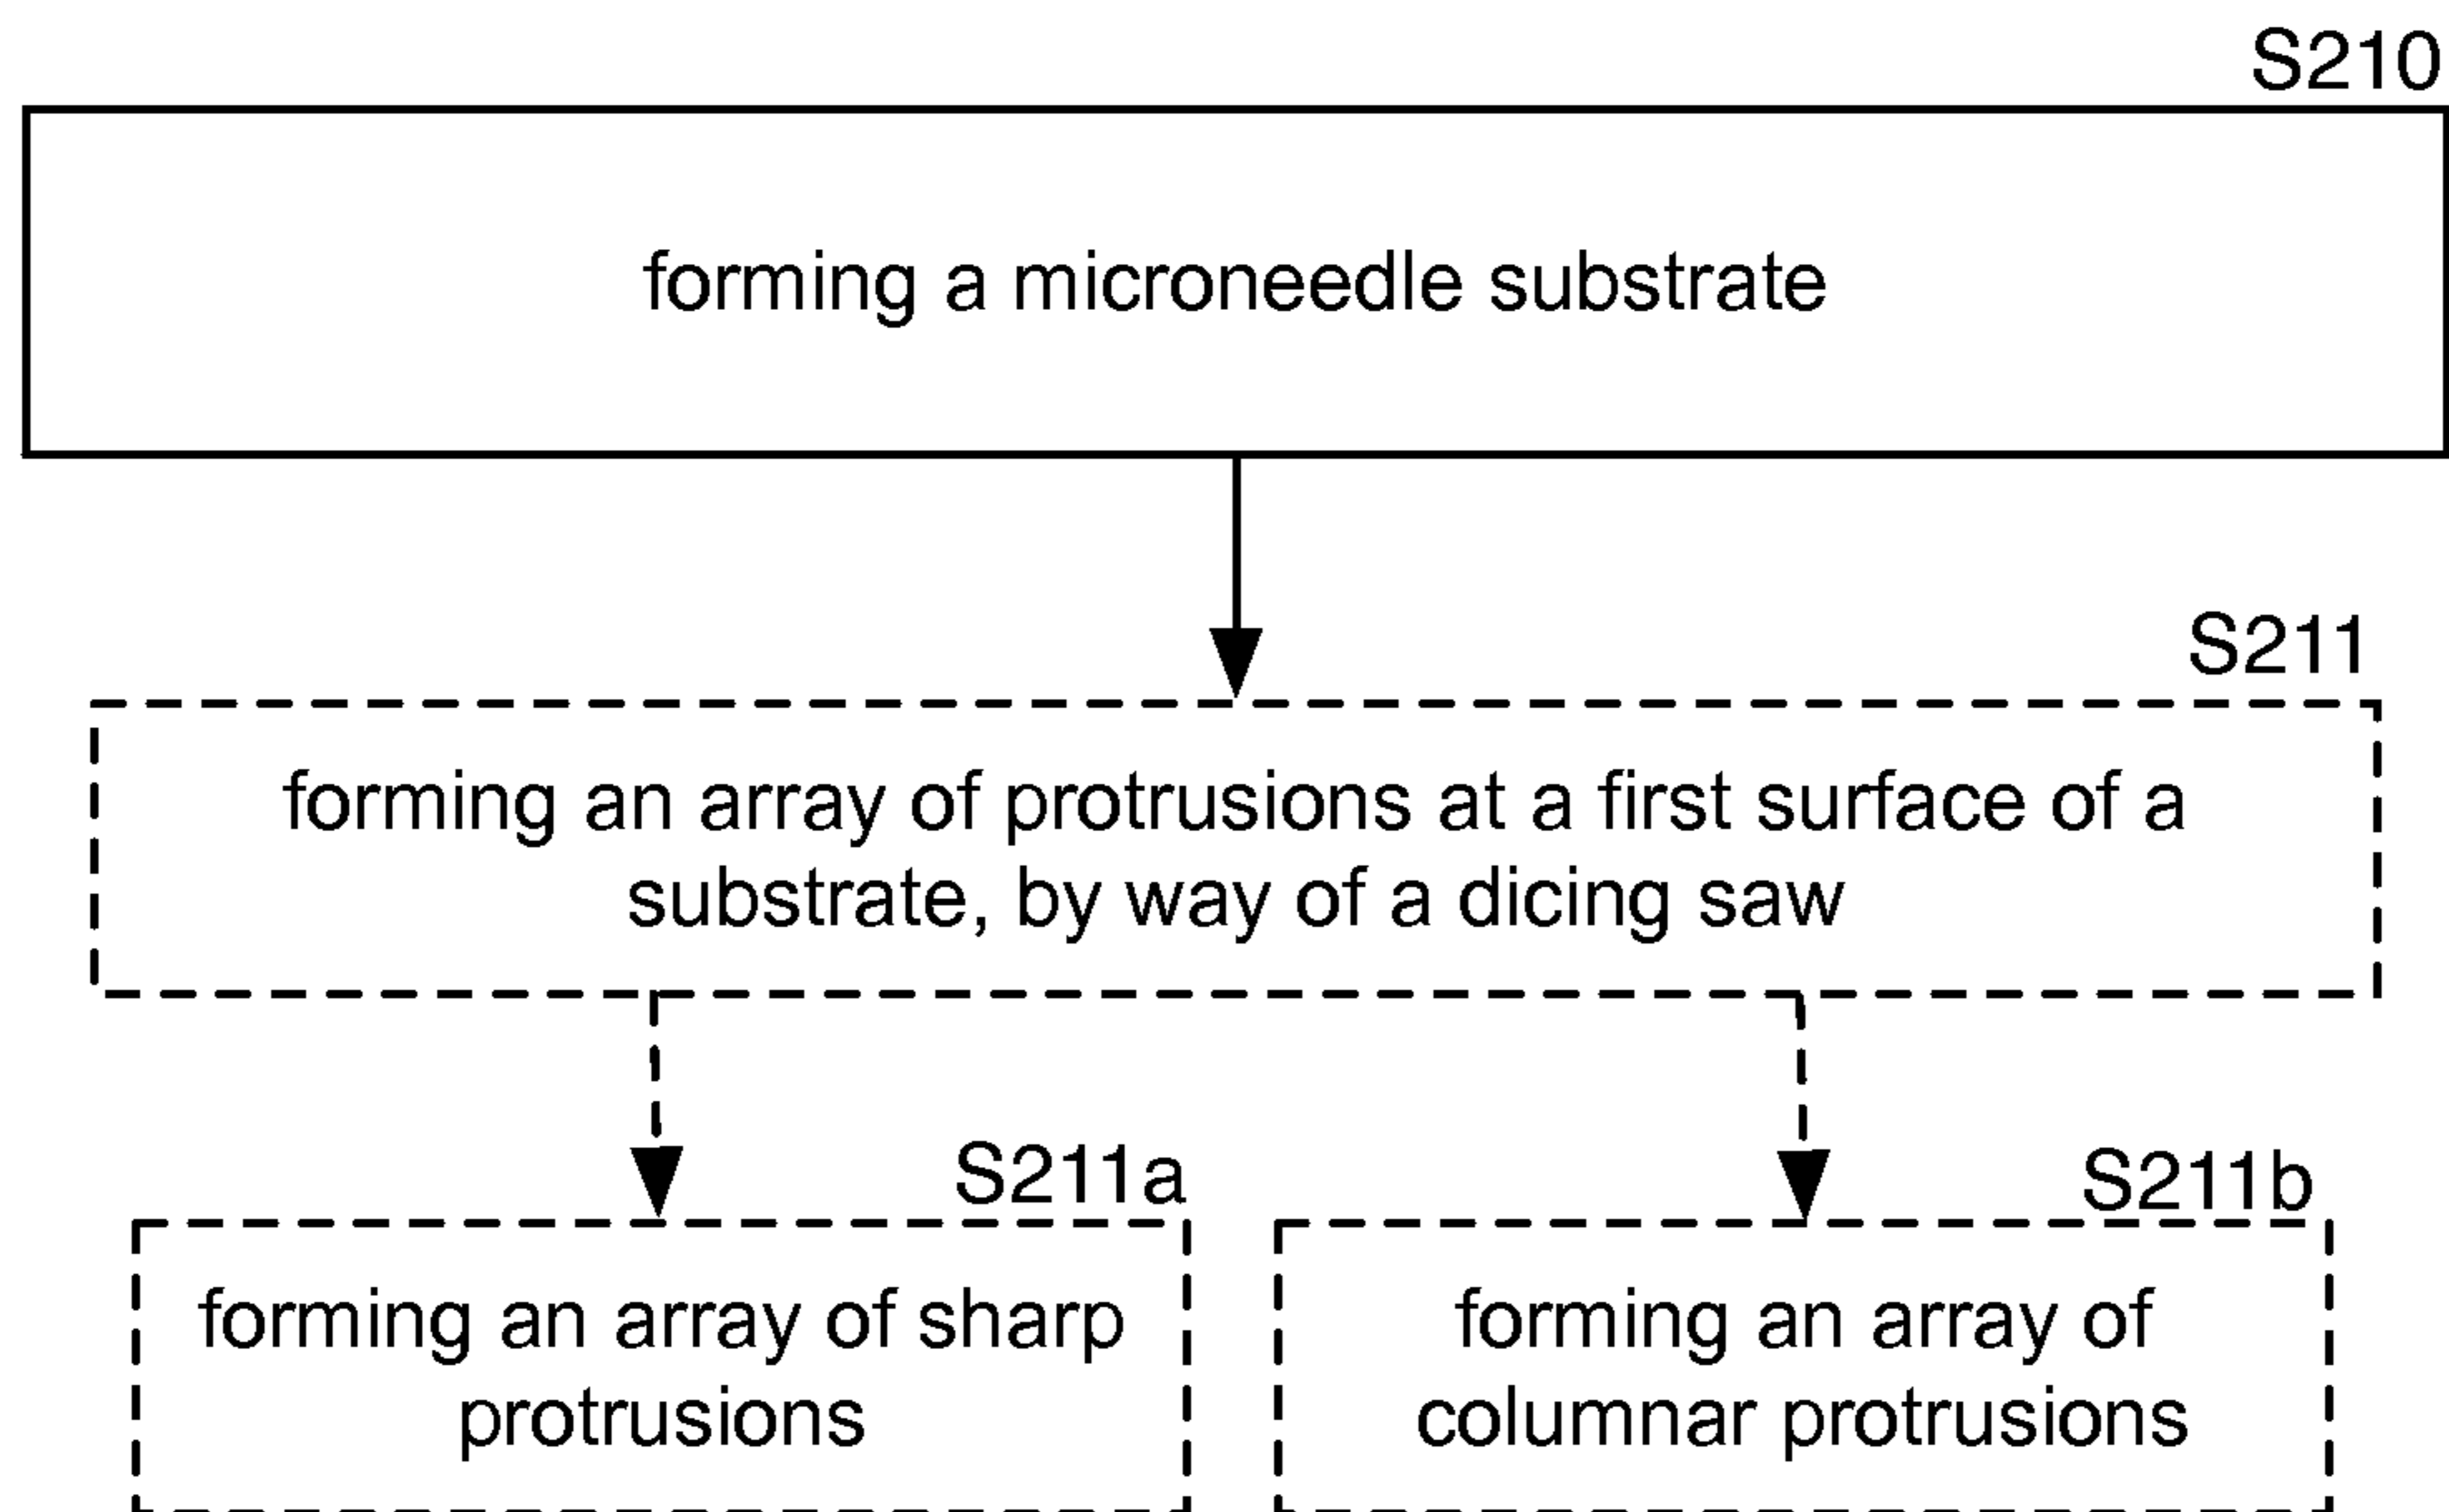 S210
forming a microneedle substrate
S211
forming an array of protrusions at a first surface of a
substrate, by way of a dicing saw
S211a
forming an array of sharp
protrusions
S211b
forming an array of
columnar protrusions